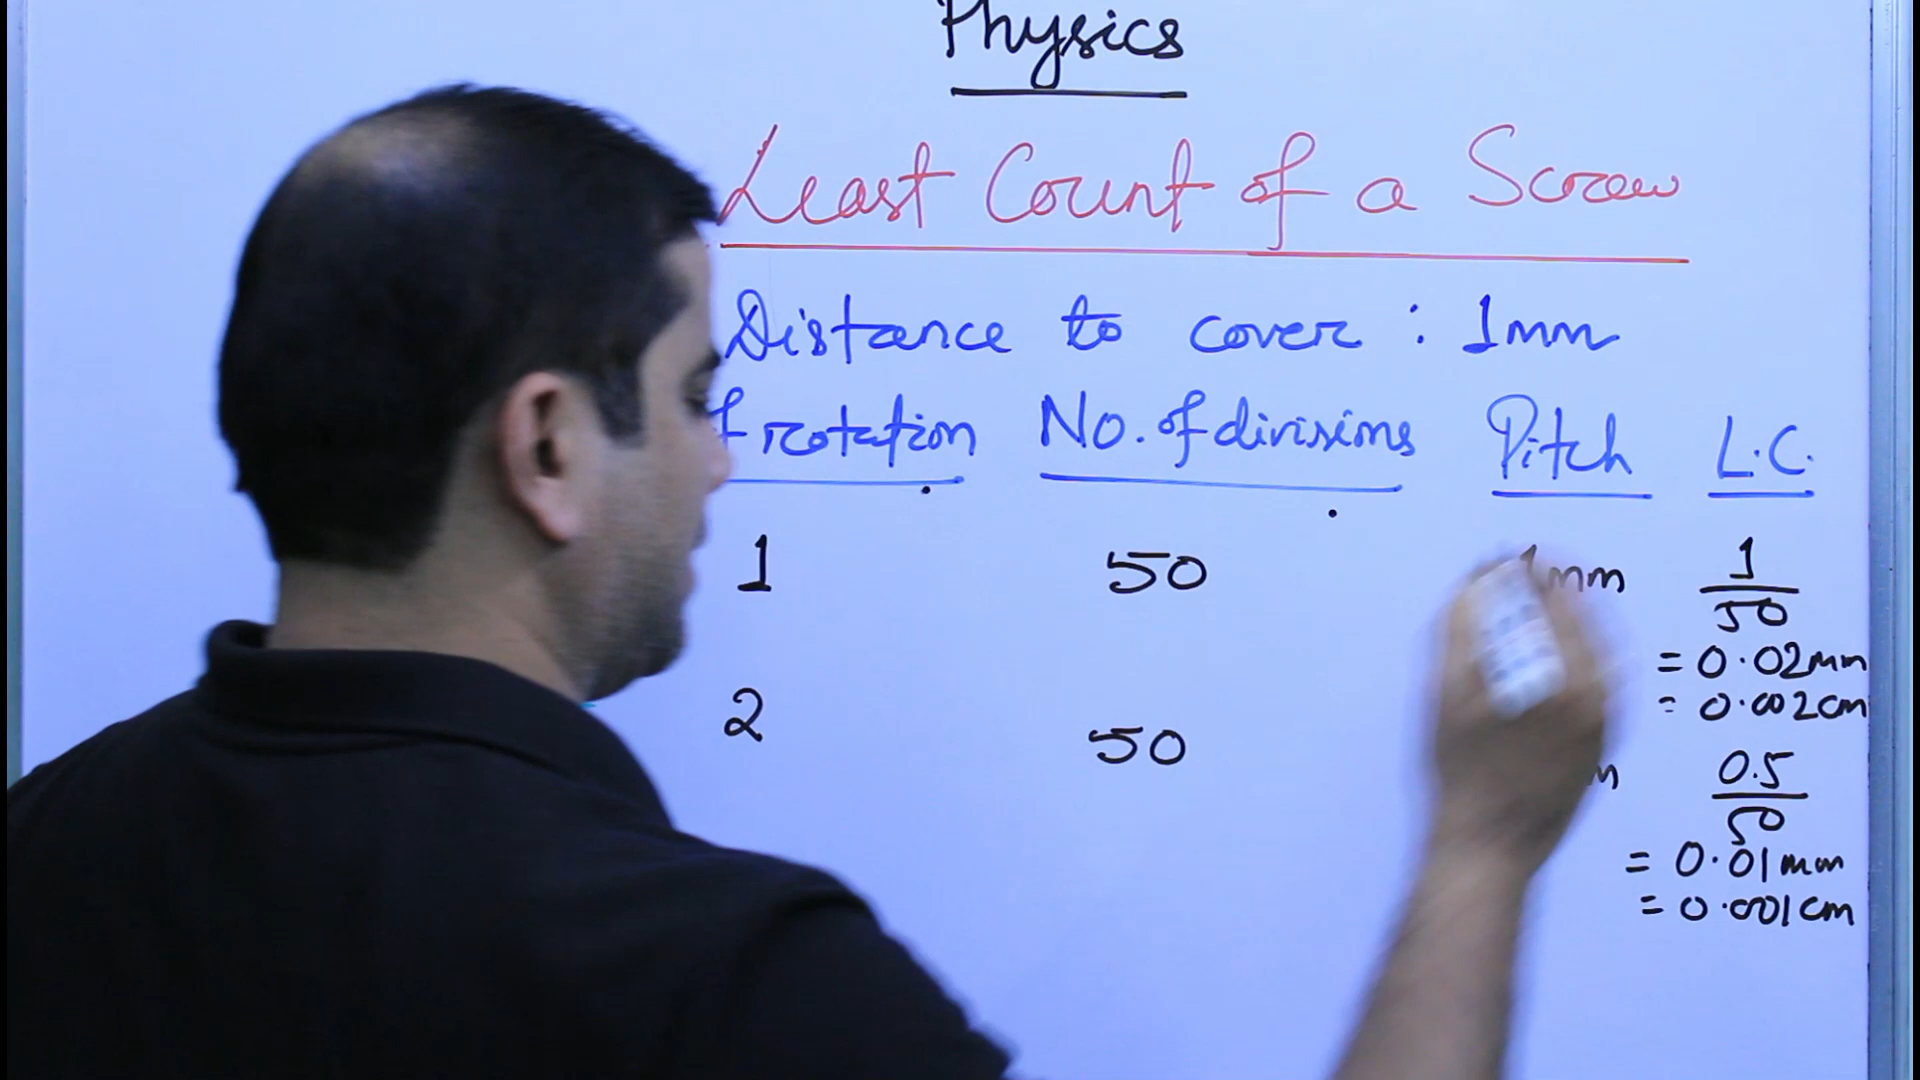 Physics
Least Count of a Screw
Distance to cover : 1mm
f rotation No. of divisions Pitch L.C.
1 50 1mm 1/50
= 0.02mm
= 0.002cm
2 50 m 0.5/50
= 0.01mm
= 0.001cm